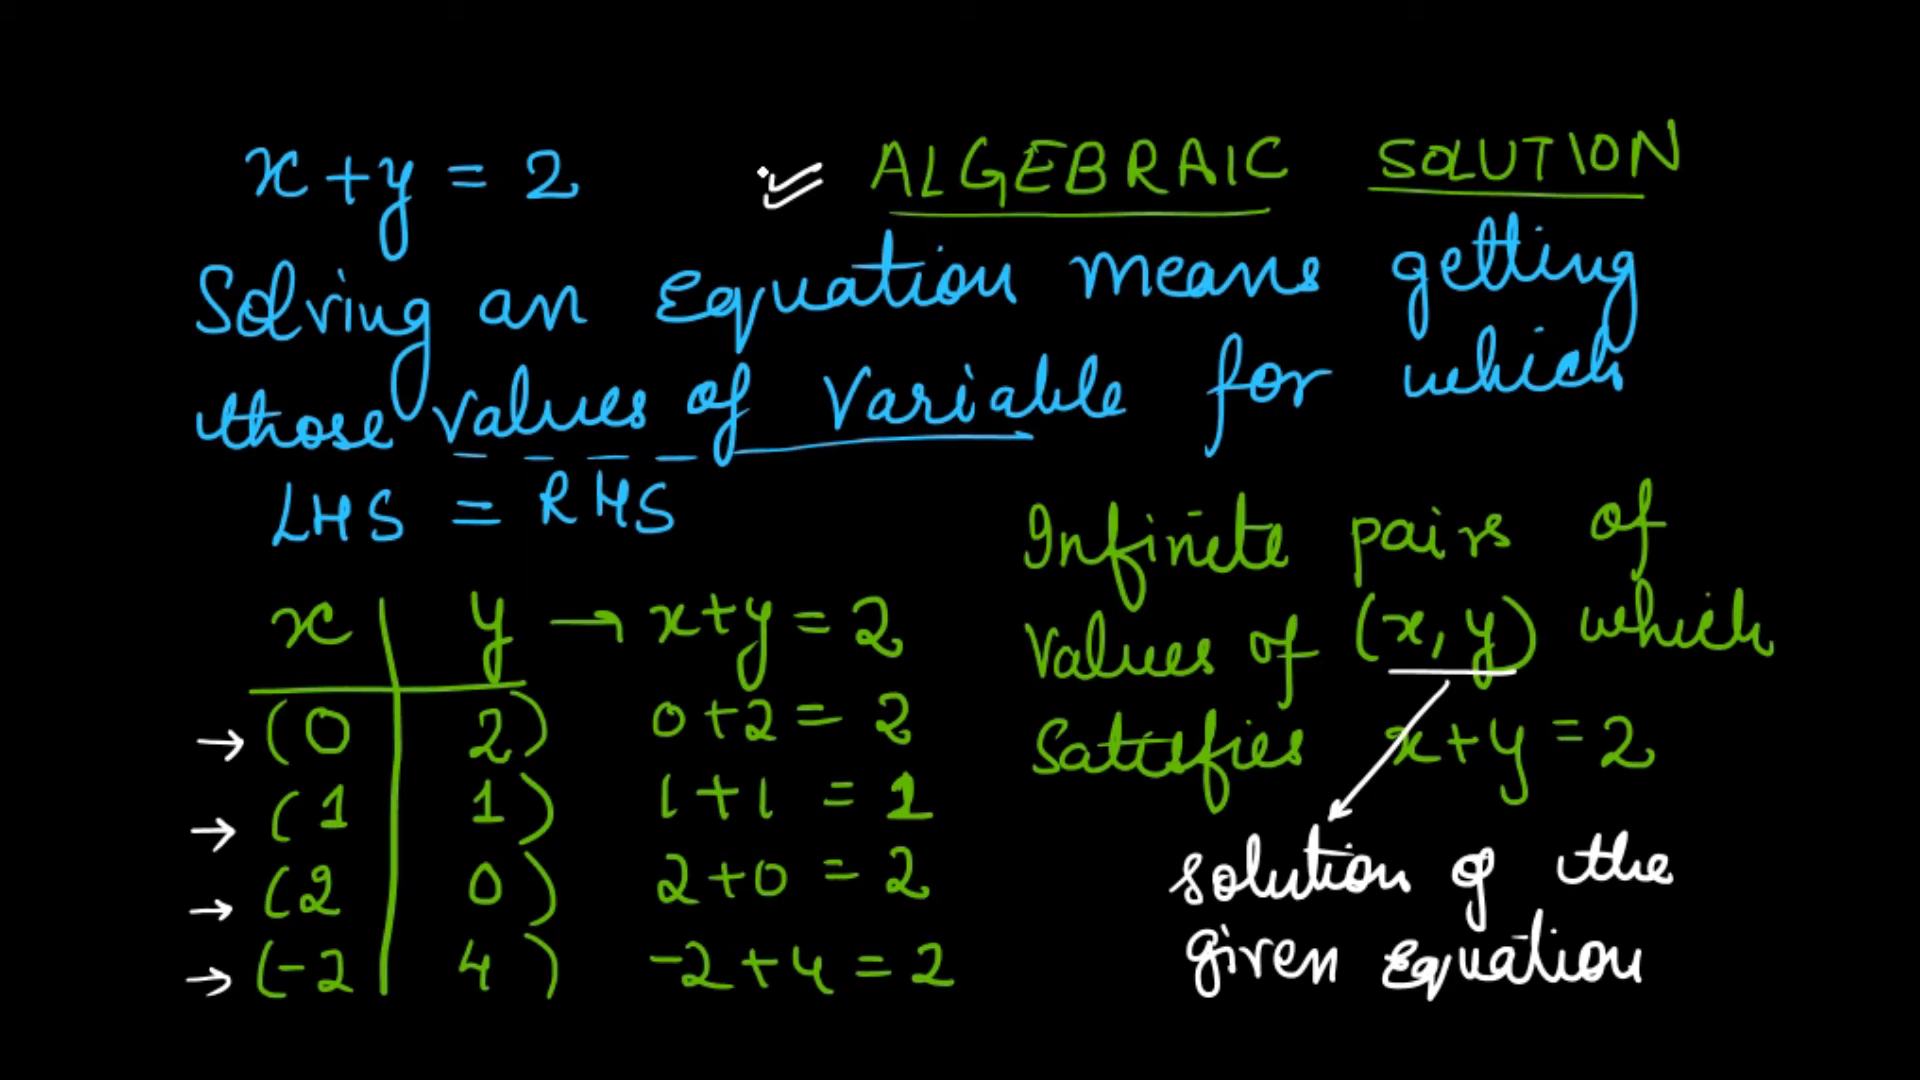 x + y = 2 ALGEBRAIC SOLUTION
Solving an Equation means getting
those values of Variable for which
LHS = RHS
Infinite pairs of
values of (x, y) which
Satisfies x + y = 2
solution of the
given Equation
x y → x + y = 2
→ (0 2) 0 + 2 = 2
→ (1 1) 1 + 1 = 2
→ (2 0) 2 + 0 = 2
→ (-2 4) -2 + 4 = 2